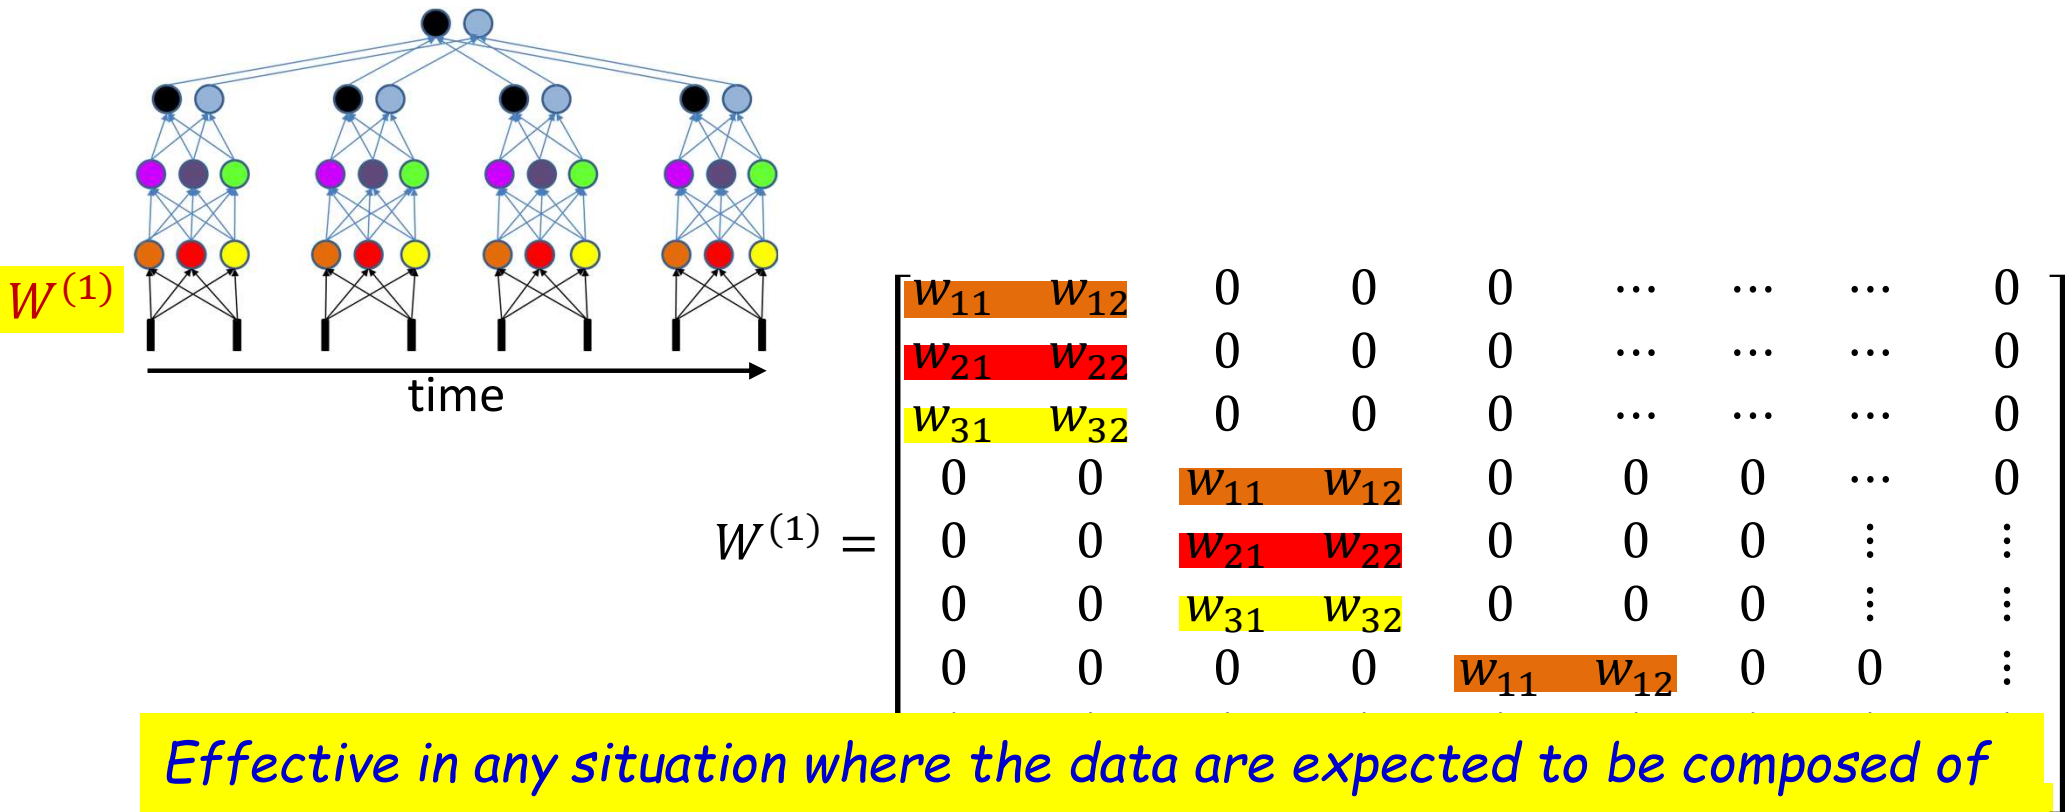 W^(1)
time
w₁₁ w₁₂ 0 0 0 ⋯ ⋯ ⋯ 0
w₂₁ w₂₂ 0 0 0 ⋯ ⋯ ⋯ 0
w₃₁ w₃₂ 0 0 0 ⋯ ⋯ ⋯ 0
0 0 w₁₁ w₁₂ 0 0 0 ⋯ 0
W^(1) = 0 0 w₂₁ w₂₂ 0 0 0 ⋮ ⋮
0 0 w₃₁ w₃₂ 0 0 0 ⋮ ⋮
0 0 0 0 w₁₁ w₁₂ 0 0 ⋮
Effective in any situation where the data are expected to be composed of